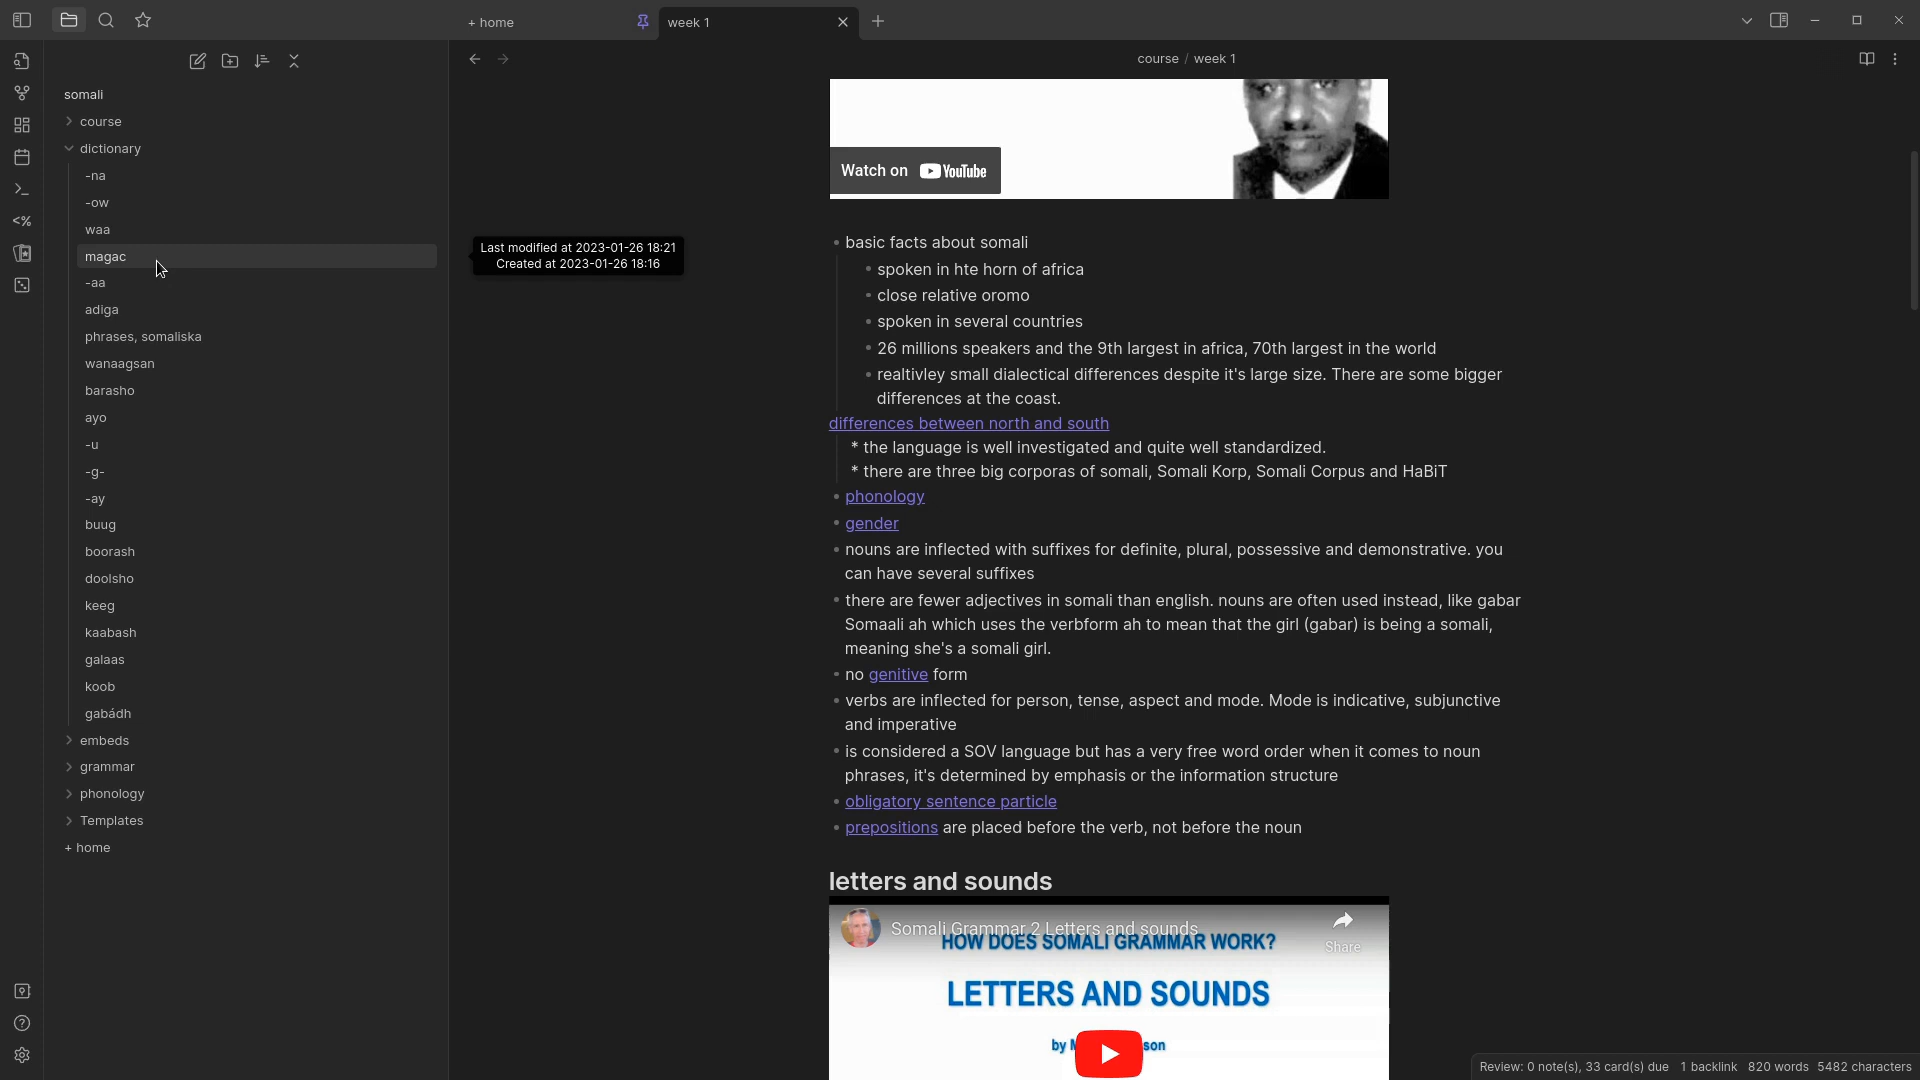 + home
week 1
course / week 1
somali
course
dictionary
-na
-ow
waa
magac
-aa
adiga
phrases, somaliska
wanaagsan
barasho
ayo
-u
-g-
-ay
buug
boorash
doolsho
keeg
kaabash
galaas
koob
gabádh
embeds
grammar
phonology
Templates
+ home
<%
Last modified at 2023-01-26 18:21
Created at 2023-01-26 18:16
Watch on YouTube
basic facts about somali
spoken in hte horn of africa
close relative oromo
spoken in several countries
26 millions speakers and the 9th largest in africa, 70th largest in the world
realtivley small dialectical differences despite it's large size. There are some bigger
differences at the coast.
differences between north and south
* the language is well investigated and quite well standardized.
* there are three big corporas of somali, Somali Korp, Somali Corpus and HaBiT
phonology
gender
nouns are inflected with suffixes for definite, plural, possessive and demonstrative. you
can have several suffixes
there are fewer adjectives in somali than english. nouns are often used instead, like gabar
Somaali ah which uses the verbform ah to mean that the girl (gabar) is being a somali,
meaning she's a somali girl.
no genitive form
verbs are inflected for person, tense, aspect and mode. Mode is indicative, subjunctive
and imperative
is considered a SOV language but has a very free word order when it comes to noun
phrases, it's determined by emphasis or the information structure
obligatory sentence particle
prepositions are placed before the verb, not before the noun
letters and sounds
Somali Grammar 2 Letters and sounds
Share
HOW DOES SOMALI GRAMMAR WORK?
LETTERS AND SOUNDS
by
Review: 0 note(s), 33 card(s) due 1 backlink 820 words 5482 characters